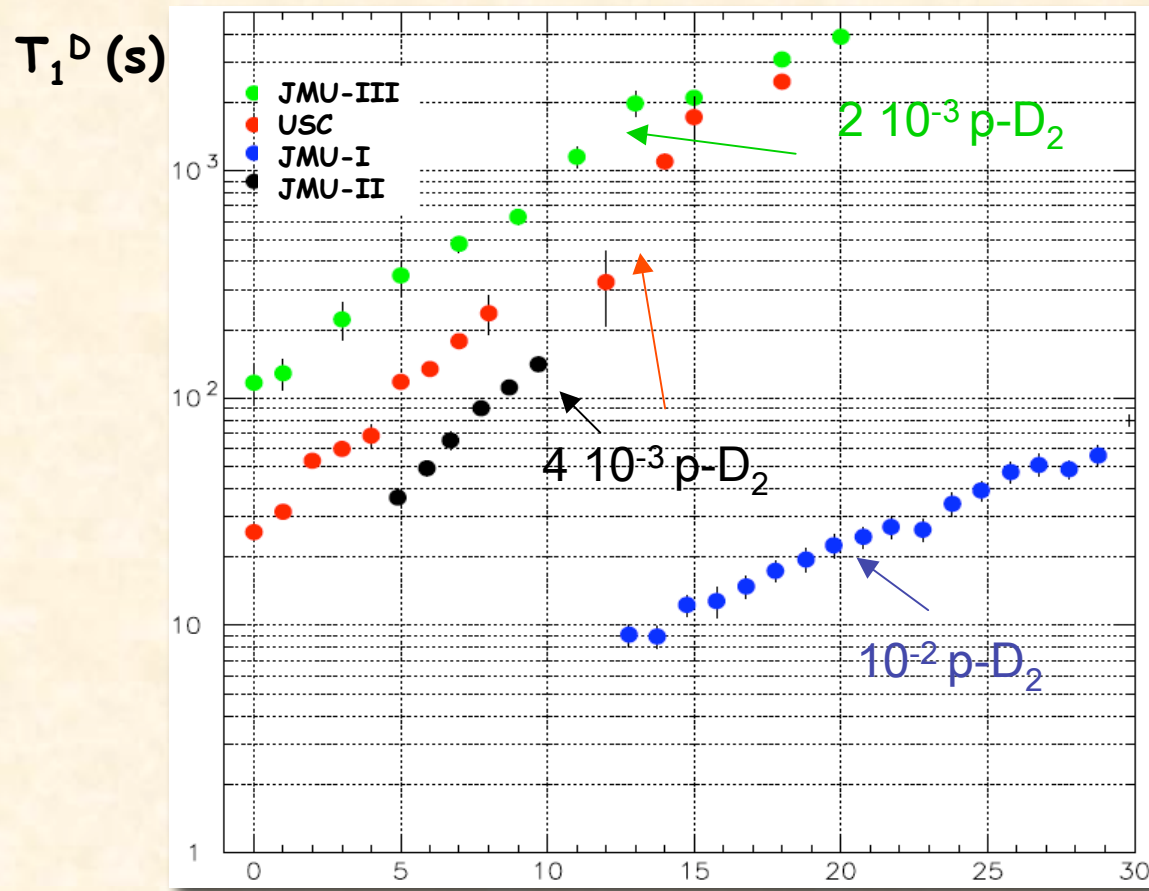 T₁ᴰ (s)
JMU-III
USC
JMU-I
JMU-II
2 10⁻³ p-D₂
10³
10²
4 10⁻³ p-D₂
10
10⁻² p-D₂
1
0 5 10 15 20 25 30